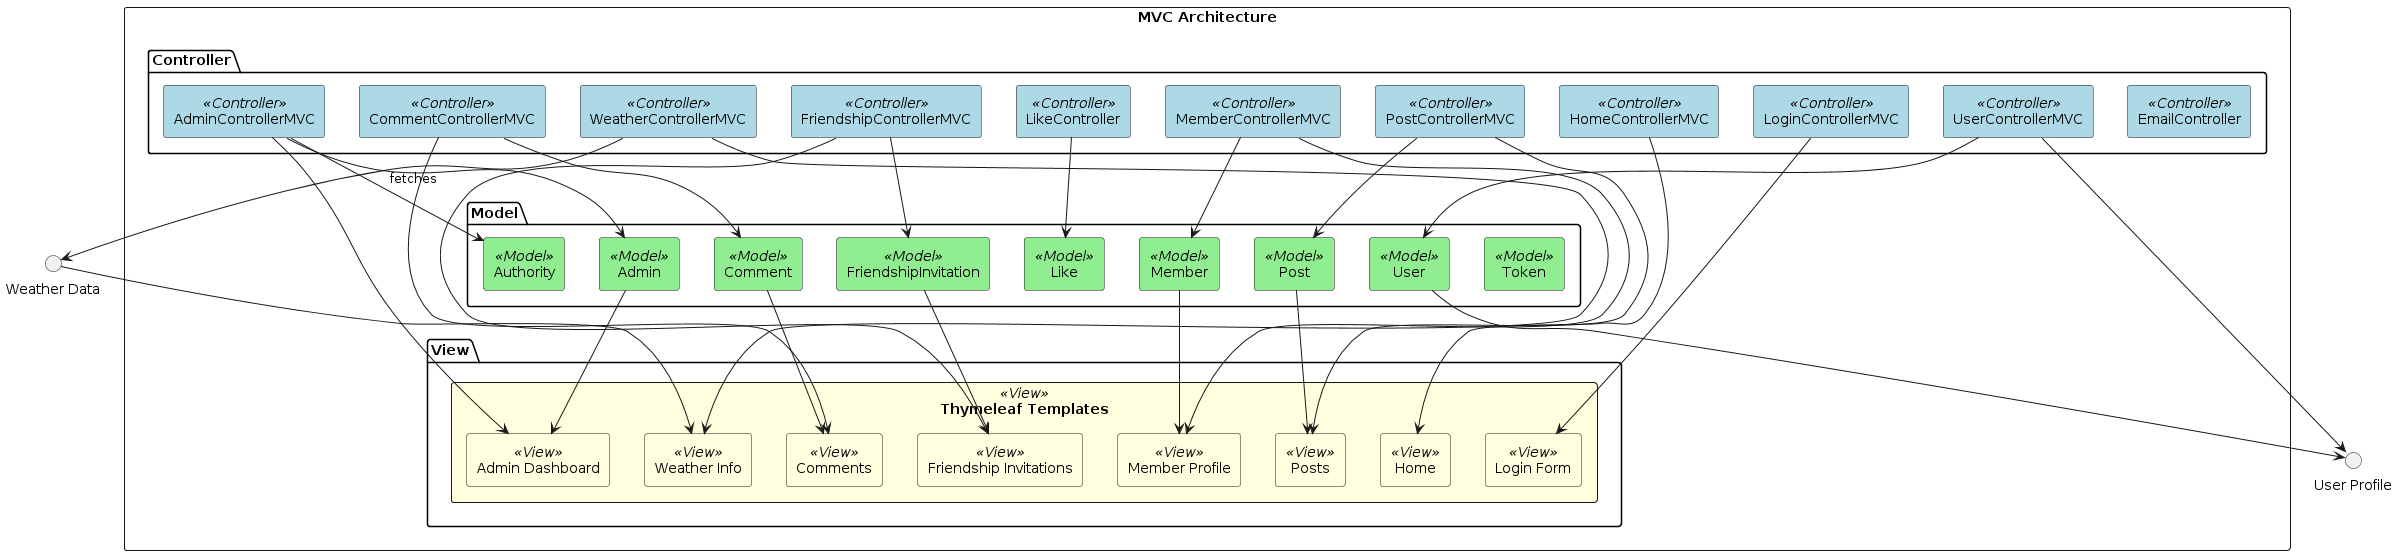 MVC Architecture
Controller
«Controller»
AdminControllerMVC
«Controller»
CommentControllerMVC
«Controller»
WeatherControllerMVC
«Controller»
FriendshipControllerMVC
«Controller»
LikeController
«Controller»
MemberControllerMVC
«Controller»
PostControllerMVC
«Controller»
HomeControllerMVC
«Controller»
LoginControllerMVC
«Controller»
UserControllerMVC
«Controller»
EmailController
fetches
Model
«Model»
Authority
«Model»
Admin
«Model»
Comment
«Model»
FriendshipInvitation
«Model»
Like
«Model»
Member
«Model»
Post
«Model»
User
«Model»
Token
Weather Data
View
«View»
Thymeleaf Templates
«View»
Admin Dashboard
«View»
Weather Info
«View»
Comments
«View»
Friendship Invitations
«View»
Member Profile
«View»
Posts
«View»
Home
«View»
Login Form
User Profile